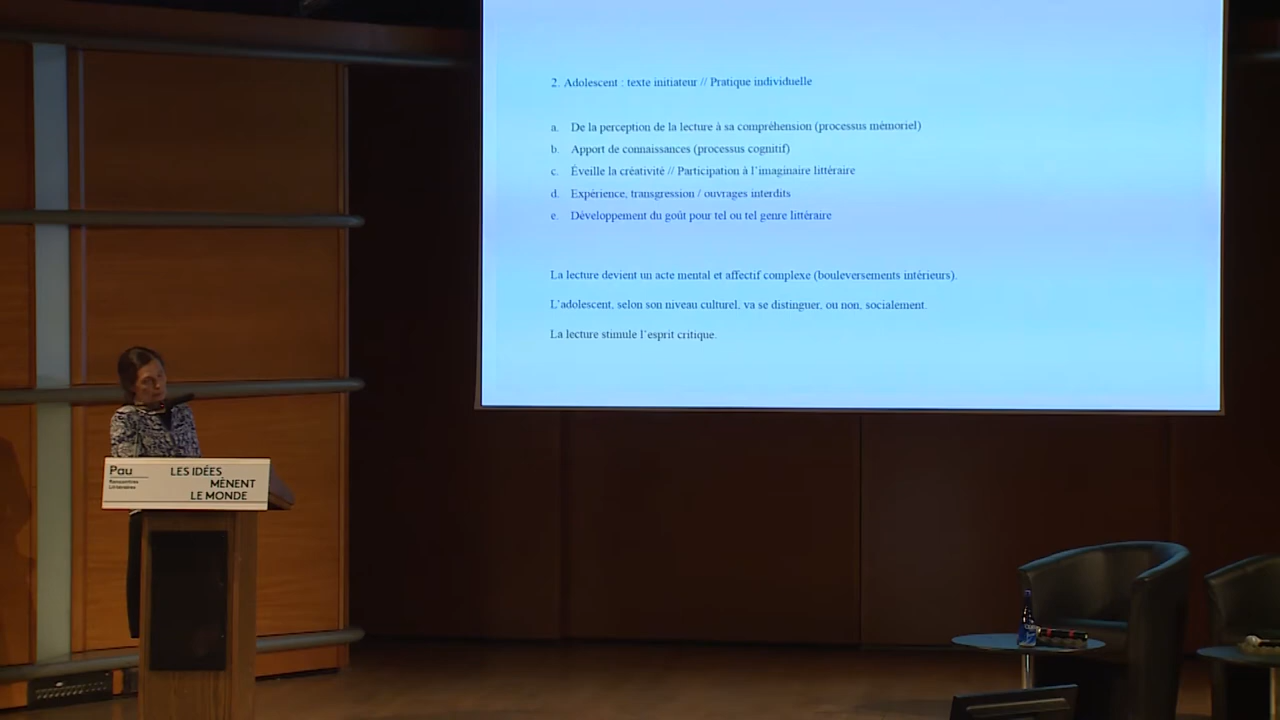 2. Adolescent : texte initiateur // Pratique individuelle
a. De la perception de la lecture à sa compréhension (processus mémoriel)
b. Apport de connaissances (processus cognitif)
c. Éveille la créativité // Participation à l'imaginaire littéraire
d. Expérience, transgression / ouvrages interdits
e. Développement du goût pour tel ou tel genre littéraire
La lecture devient un acte mental et affectif complexe (bouleversements intérieurs).
L'adolescent, selon son niveau culturel, va se distinguer, ou non, socialement.
La lecture stimule l'esprit critique.
Pau
Rencontres
Littéraires
LES IDÉES
MÈNENT
LE MONDE